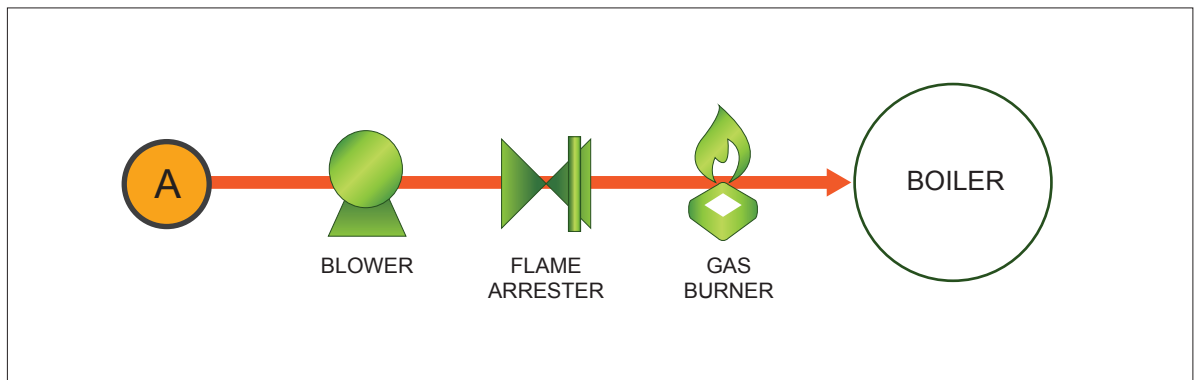 A
BLOWER
FLAME
ARRESTER
GAS
BURNER
BOILER